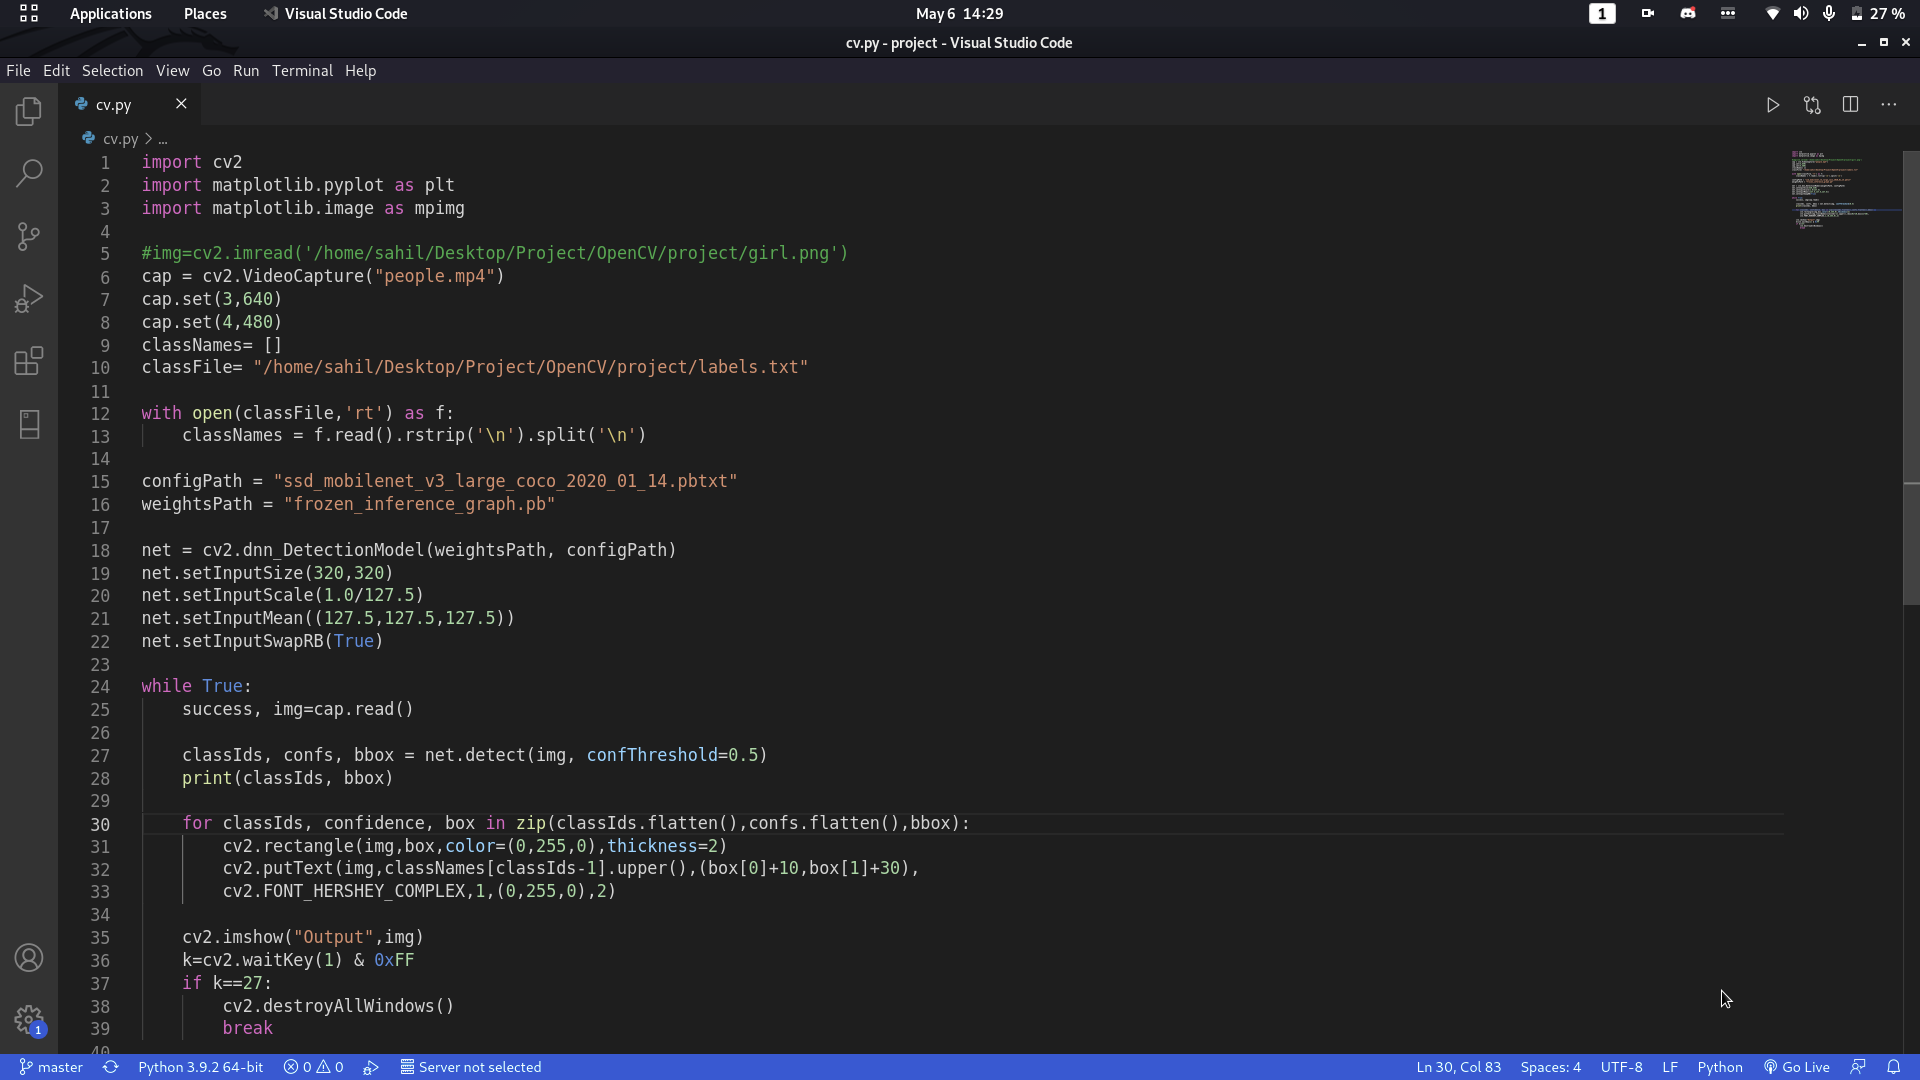 Applications Places Visual Studio Code May 6 14:29 1 27 %
cv.py - project - Visual Studio Code
File Edit Selection View Go Run Terminal Help
cv.py
cv.py > ...
1 import cv2
2 import matplotlib.pyplot as plt
3 import matplotlib.image as mpimg
4
5 #img=cv2.imread('/home/sahil/Desktop/Project/OpenCV/project/girl.png')
6 cap = cv2.VideoCapture("people.mp4")
7 cap.set(3,640)
8 cap.set(4,480)
9 classNames= []
10 classFile= "/home/sahil/Desktop/Project/OpenCV/project/labels.txt"
11
12 with open(classFile,'rt') as f:
13     classNames = f.read().rstrip('\n').split('\n')
14
15 configPath = "ssd_mobilenet_v3_large_coco_2020_01_14.pbtxt"
16 weightsPath = "frozen_inference_graph.pb"
17
18 net = cv2.dnn_DetectionModel(weightsPath, configPath)
19 net.setInputSize(320,320)
20 net.setInputScale(1.0/127.5)
21 net.setInputMean((127.5,127.5,127.5))
22 net.setInputSwapRB(True)
23
24 while True:
25     success, img=cap.read()
26
27     classIds, confs, bbox = net.detect(img, confThreshold=0.5)
28     print(classIds, bbox)
29
30     for classIds, confidence, box in zip(classIds.flatten(),confs.flatten(),bbox):
31         cv2.rectangle(img,box,color=(0,255,0),thickness=2)
32         cv2.putText(img,classNames[classIds-1].upper(),(box[0]+10,box[1]+30),
33         cv2.FONT_HERSHEY_COMPLEX,1,(0,255,0),2)
34
35     cv2.imshow("Output",img)
36     k=cv2.waitKey(1) & 0xFF
37     if k==27:
38         cv2.destroyAllWindows()
39         break
40
1
master Python 3.9.2 64-bit 0 0 Server not selected Ln 30, Col 83 Spaces: 4 UTF-8 LF Python Go Live